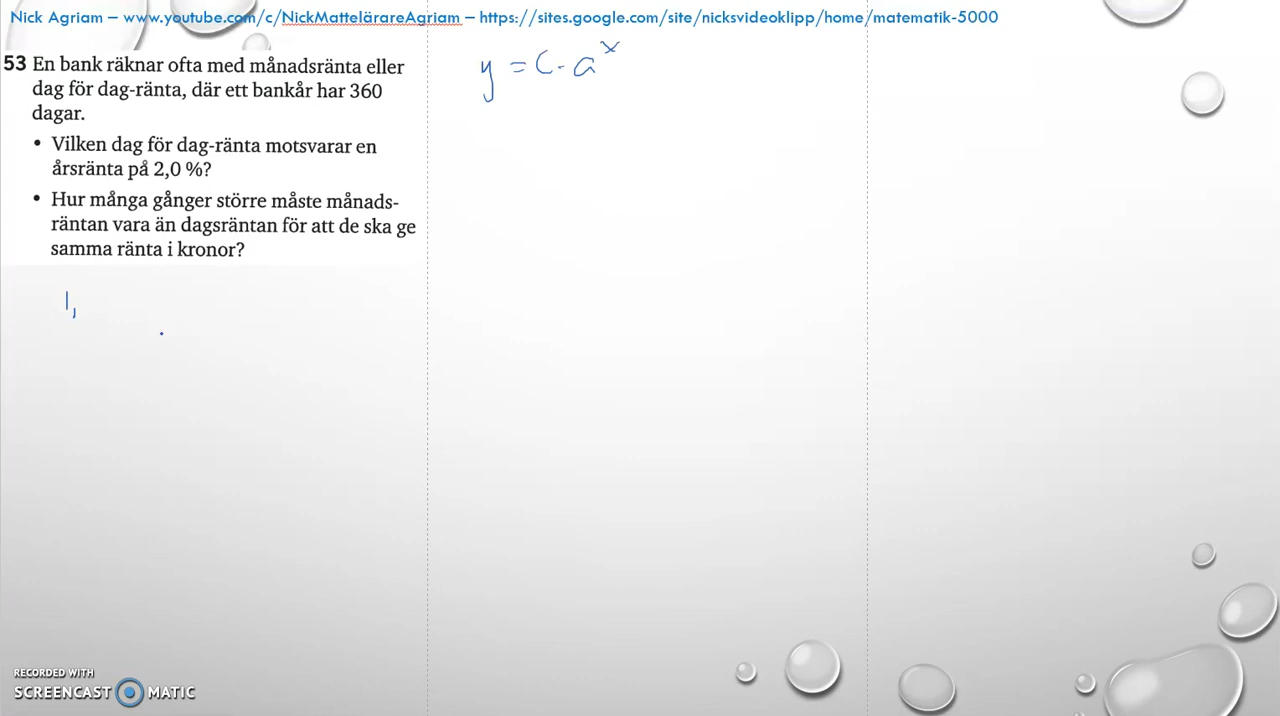 Nick Agriam – www.youtube.com/c/NickMattelärareAgriam – https://sites.google.com/site/nicksvideoklipp/home/matematik-5000
53 En bank räknar ofta med månadsränta eller
dag för dag-ränta, där ett bankår har 360
dagar.
• Vilken dag för dag-ränta motsvarar en
årsränta på 2,0 %?
• Hur många gånger större måste månads-
räntan vara än dagsräntan för att de ska ge
samma ränta i kronor?
1,
y = C · a^x
RECORDED WITH
SCREENCAST MATIC